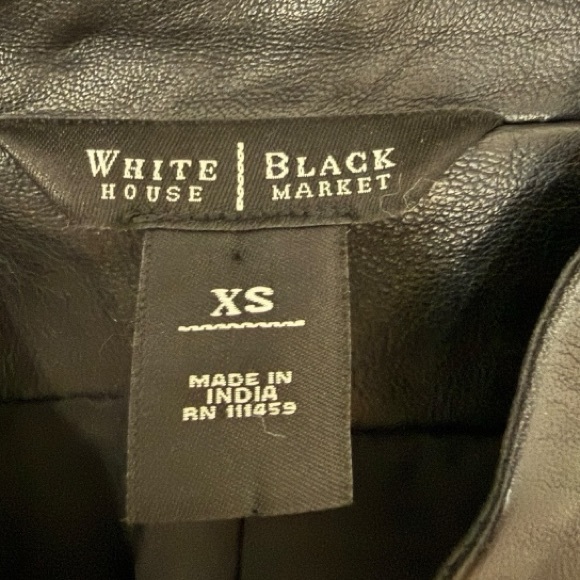 WHITE | BLACK
HOUSE MARKET
XS
MADE IN
INDIA
RN 111459